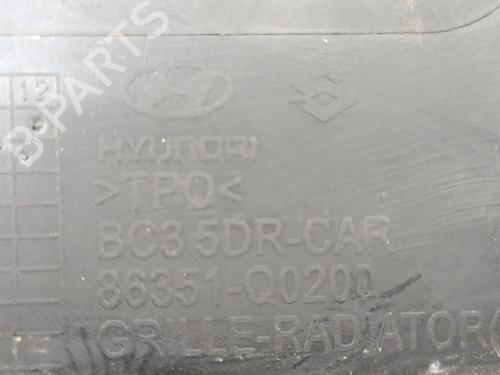 B-PARTS
12
HYUNDAI
>TPO<
BC3 5DR-CAR
86351-Q0200
GRILLE-RADIATOR